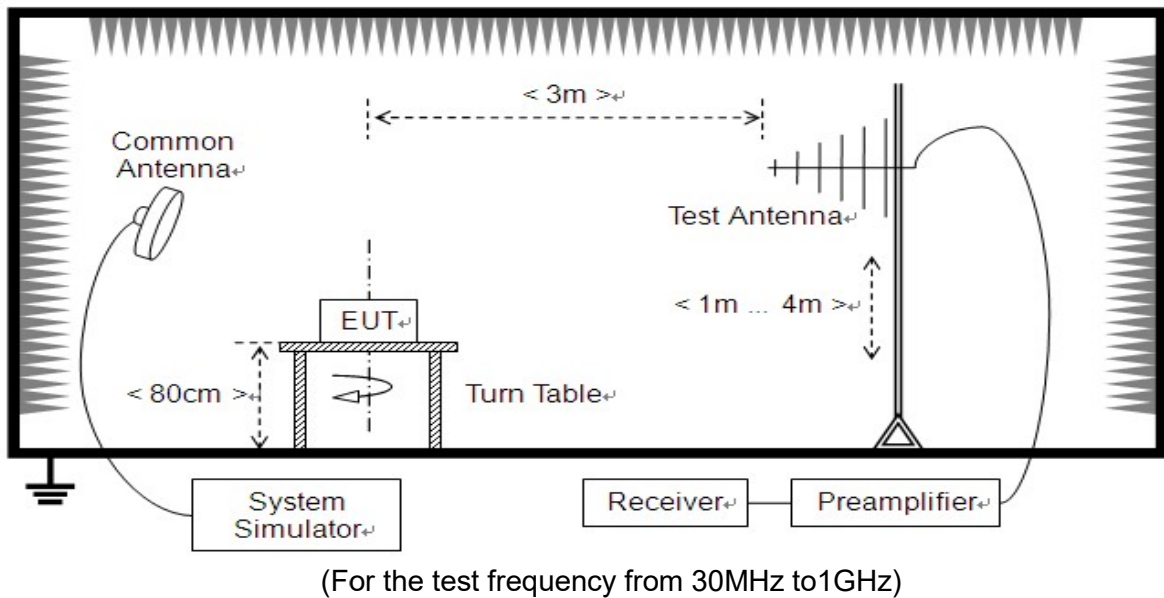 < 3m >↵
Common
Antenna↵
Test Antenna↵
< 1m ... 4m >↵
EUT↵
< 80cm >↵
Turn Table↵
System
Simulator↵
Receiver↵
Preamplifier↵
(For the test frequency from 30MHz to1GHz)